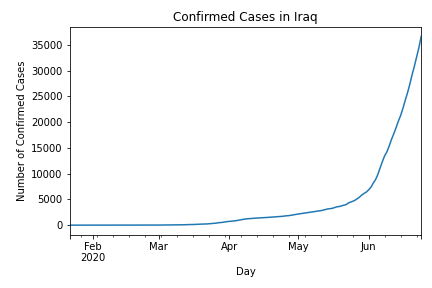 Confirmed Cases in Iraq
35000
30000
25000
20000
15000
10000
5000
0
Number of Confirmed Cases
Feb
2020
Mar
Apr
May
Jun
Day